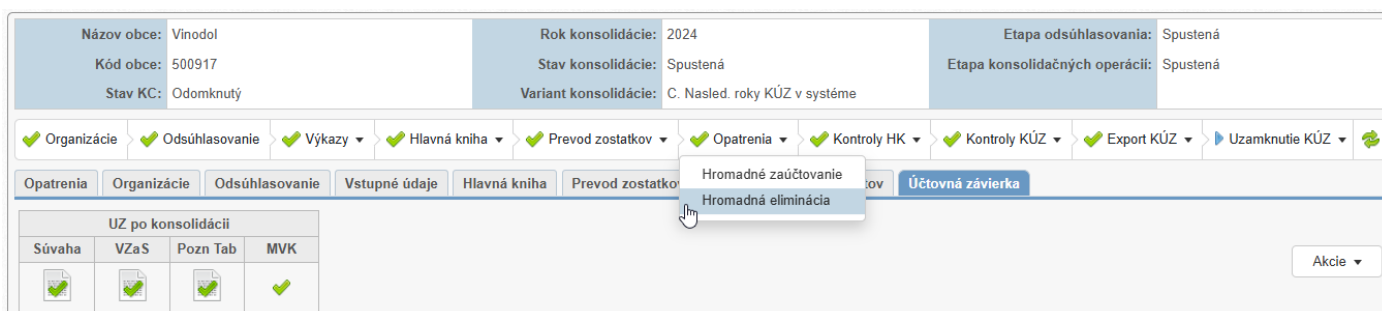 Názov obce: Vinodol Rok konsolidácie: 2024 Etapa odsúhlasovania: Spustená
Kód obce: 500917 Stav konsolidácie: Spustená Etapa konsolidačných operácií: Spustená
Stav KC: Odomknutý Variant konsolidácie: C. Nasled. roky KÚZ v systéme
Organizácie Odsúhlasovanie Výkazy Hlavná kniha Prevod zostatkov Opatrenia Kontroly HK Kontroly KÚZ Export KÚZ Uzamknutie KÚZ
Hromadné zaúčtovanie
Hromadná eliminácia
Opatrenia Organizácie Odsúhlasovanie Vstupné údaje Hlavná kniha Prevod zostatko ov Účtovná závierka
UZ po konsolidácii
Súvaha VZaS Pozn Tab MVK
Akcie